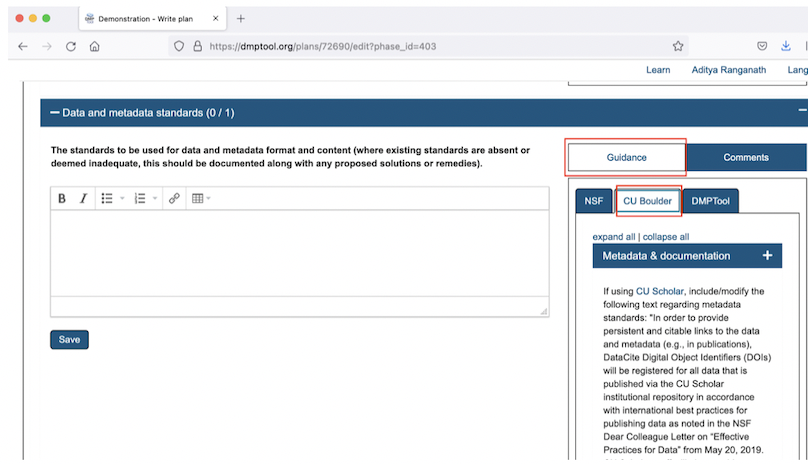 Demonstration - Write plan
https://dmptool.org/plans/72690/edit?phase_id=403
Learn Aditya Ranganath Lang
Data and metadata standards (0 / 1)
The standards to be used for data and metadata format and content (where existing standards are absent or
deemed inadequate, this should be documented along with any proposed solutions or remedies).
B I
Save
Guidance Comments
NSF CU Boulder DMPTool
expand all | collapse all
Metadata & documentation
If using CU Scholar, include/modify the
following text regarding metadata
standards: "In order to provide
persistent and citable links to the data
and metadata (e.g., in publications),
DataCite Digital Object Identifiers (DOIs)
will be registered for all data that is
published via the CU Scholar
institutional repository in accordance
with international best practices for
publishing data as noted in the NSF
Dear Colleague Letter on “Effective
Practices for Data” from May 20, 2019.